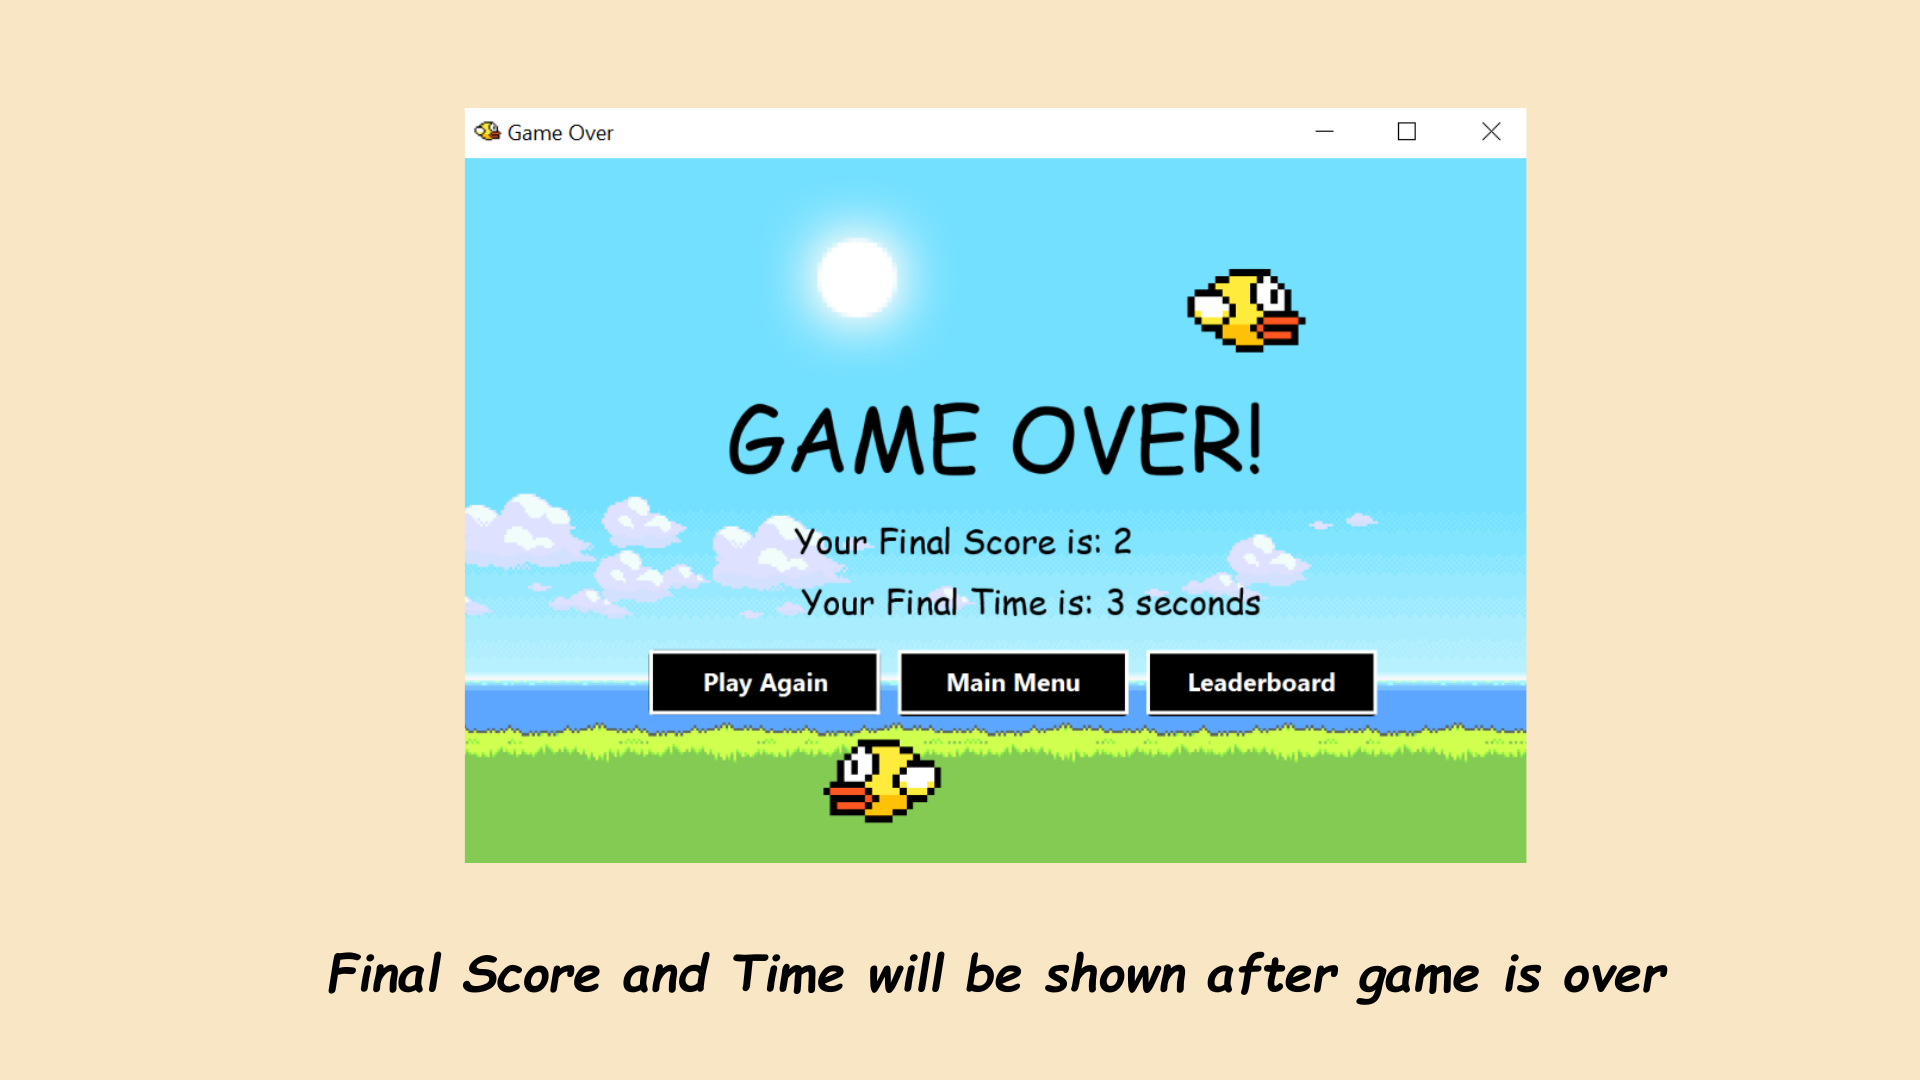 Game Over
GAME OVER!
Your Final Score is: 2
Your Final Time is: 3 seconds
Play Again
Main Menu
Leaderboard
Final Score and Time will be shown after game is over